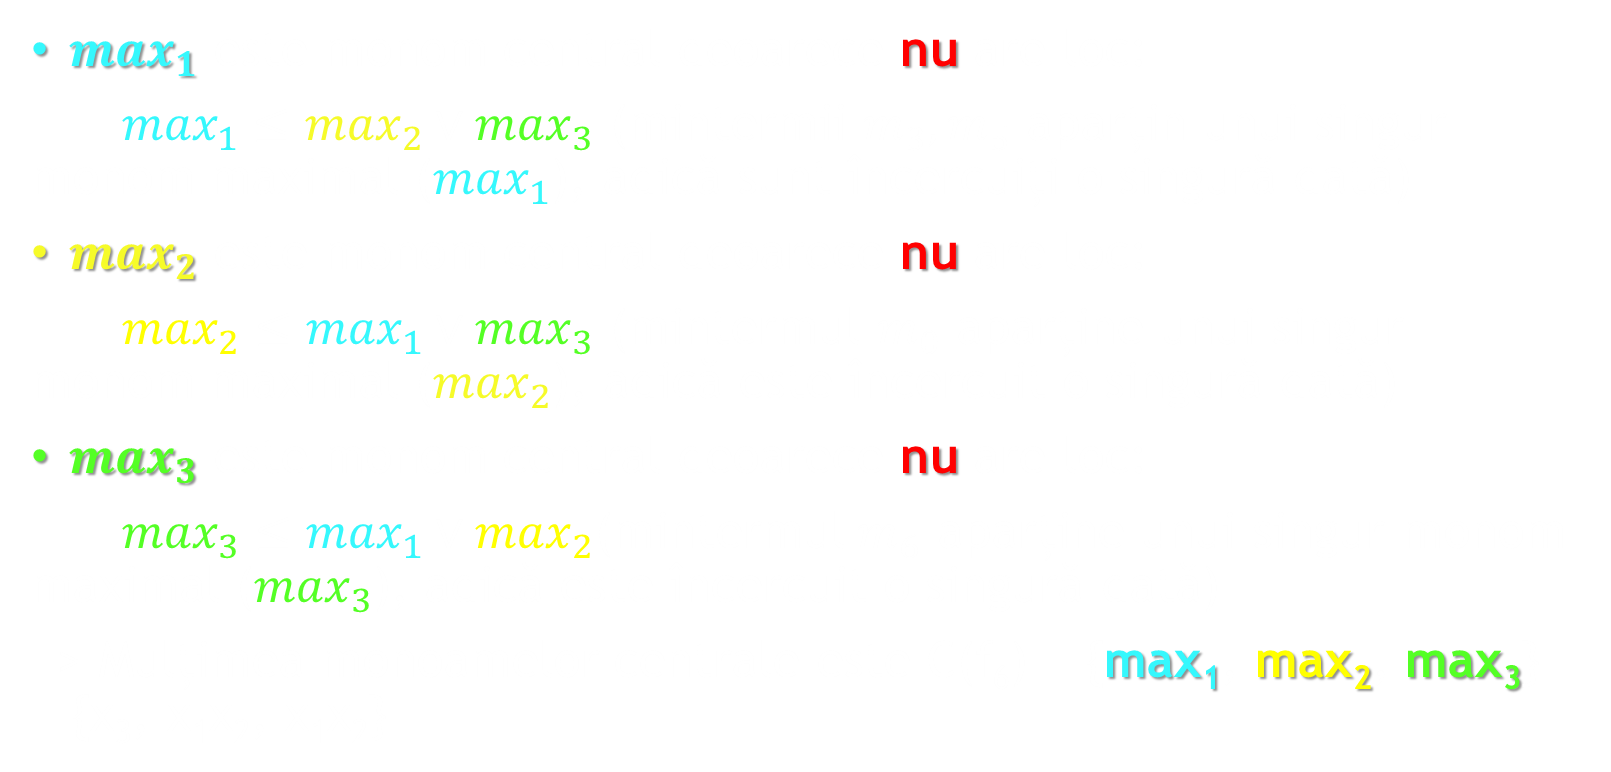 • max₁ nu
max₁ max₂ max₃
max₁
• max₂ nu
max₂ max₁ max₃
max₂
• max₃ nu
max₃ max₁ max₂
max₃
max₁ max₂ max₃